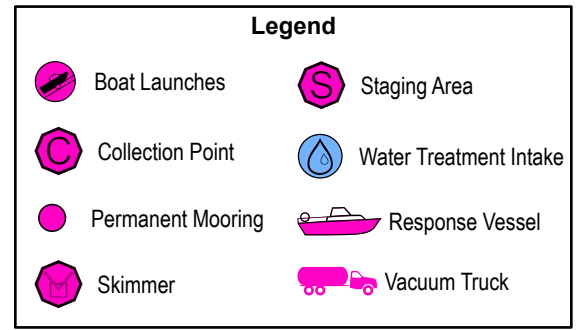 Legend
Boat Launches
S Staging Area
C Collection Point
Water Treatment Intake
Permanent Mooring
Response Vessel
Skimmer
Vacuum Truck